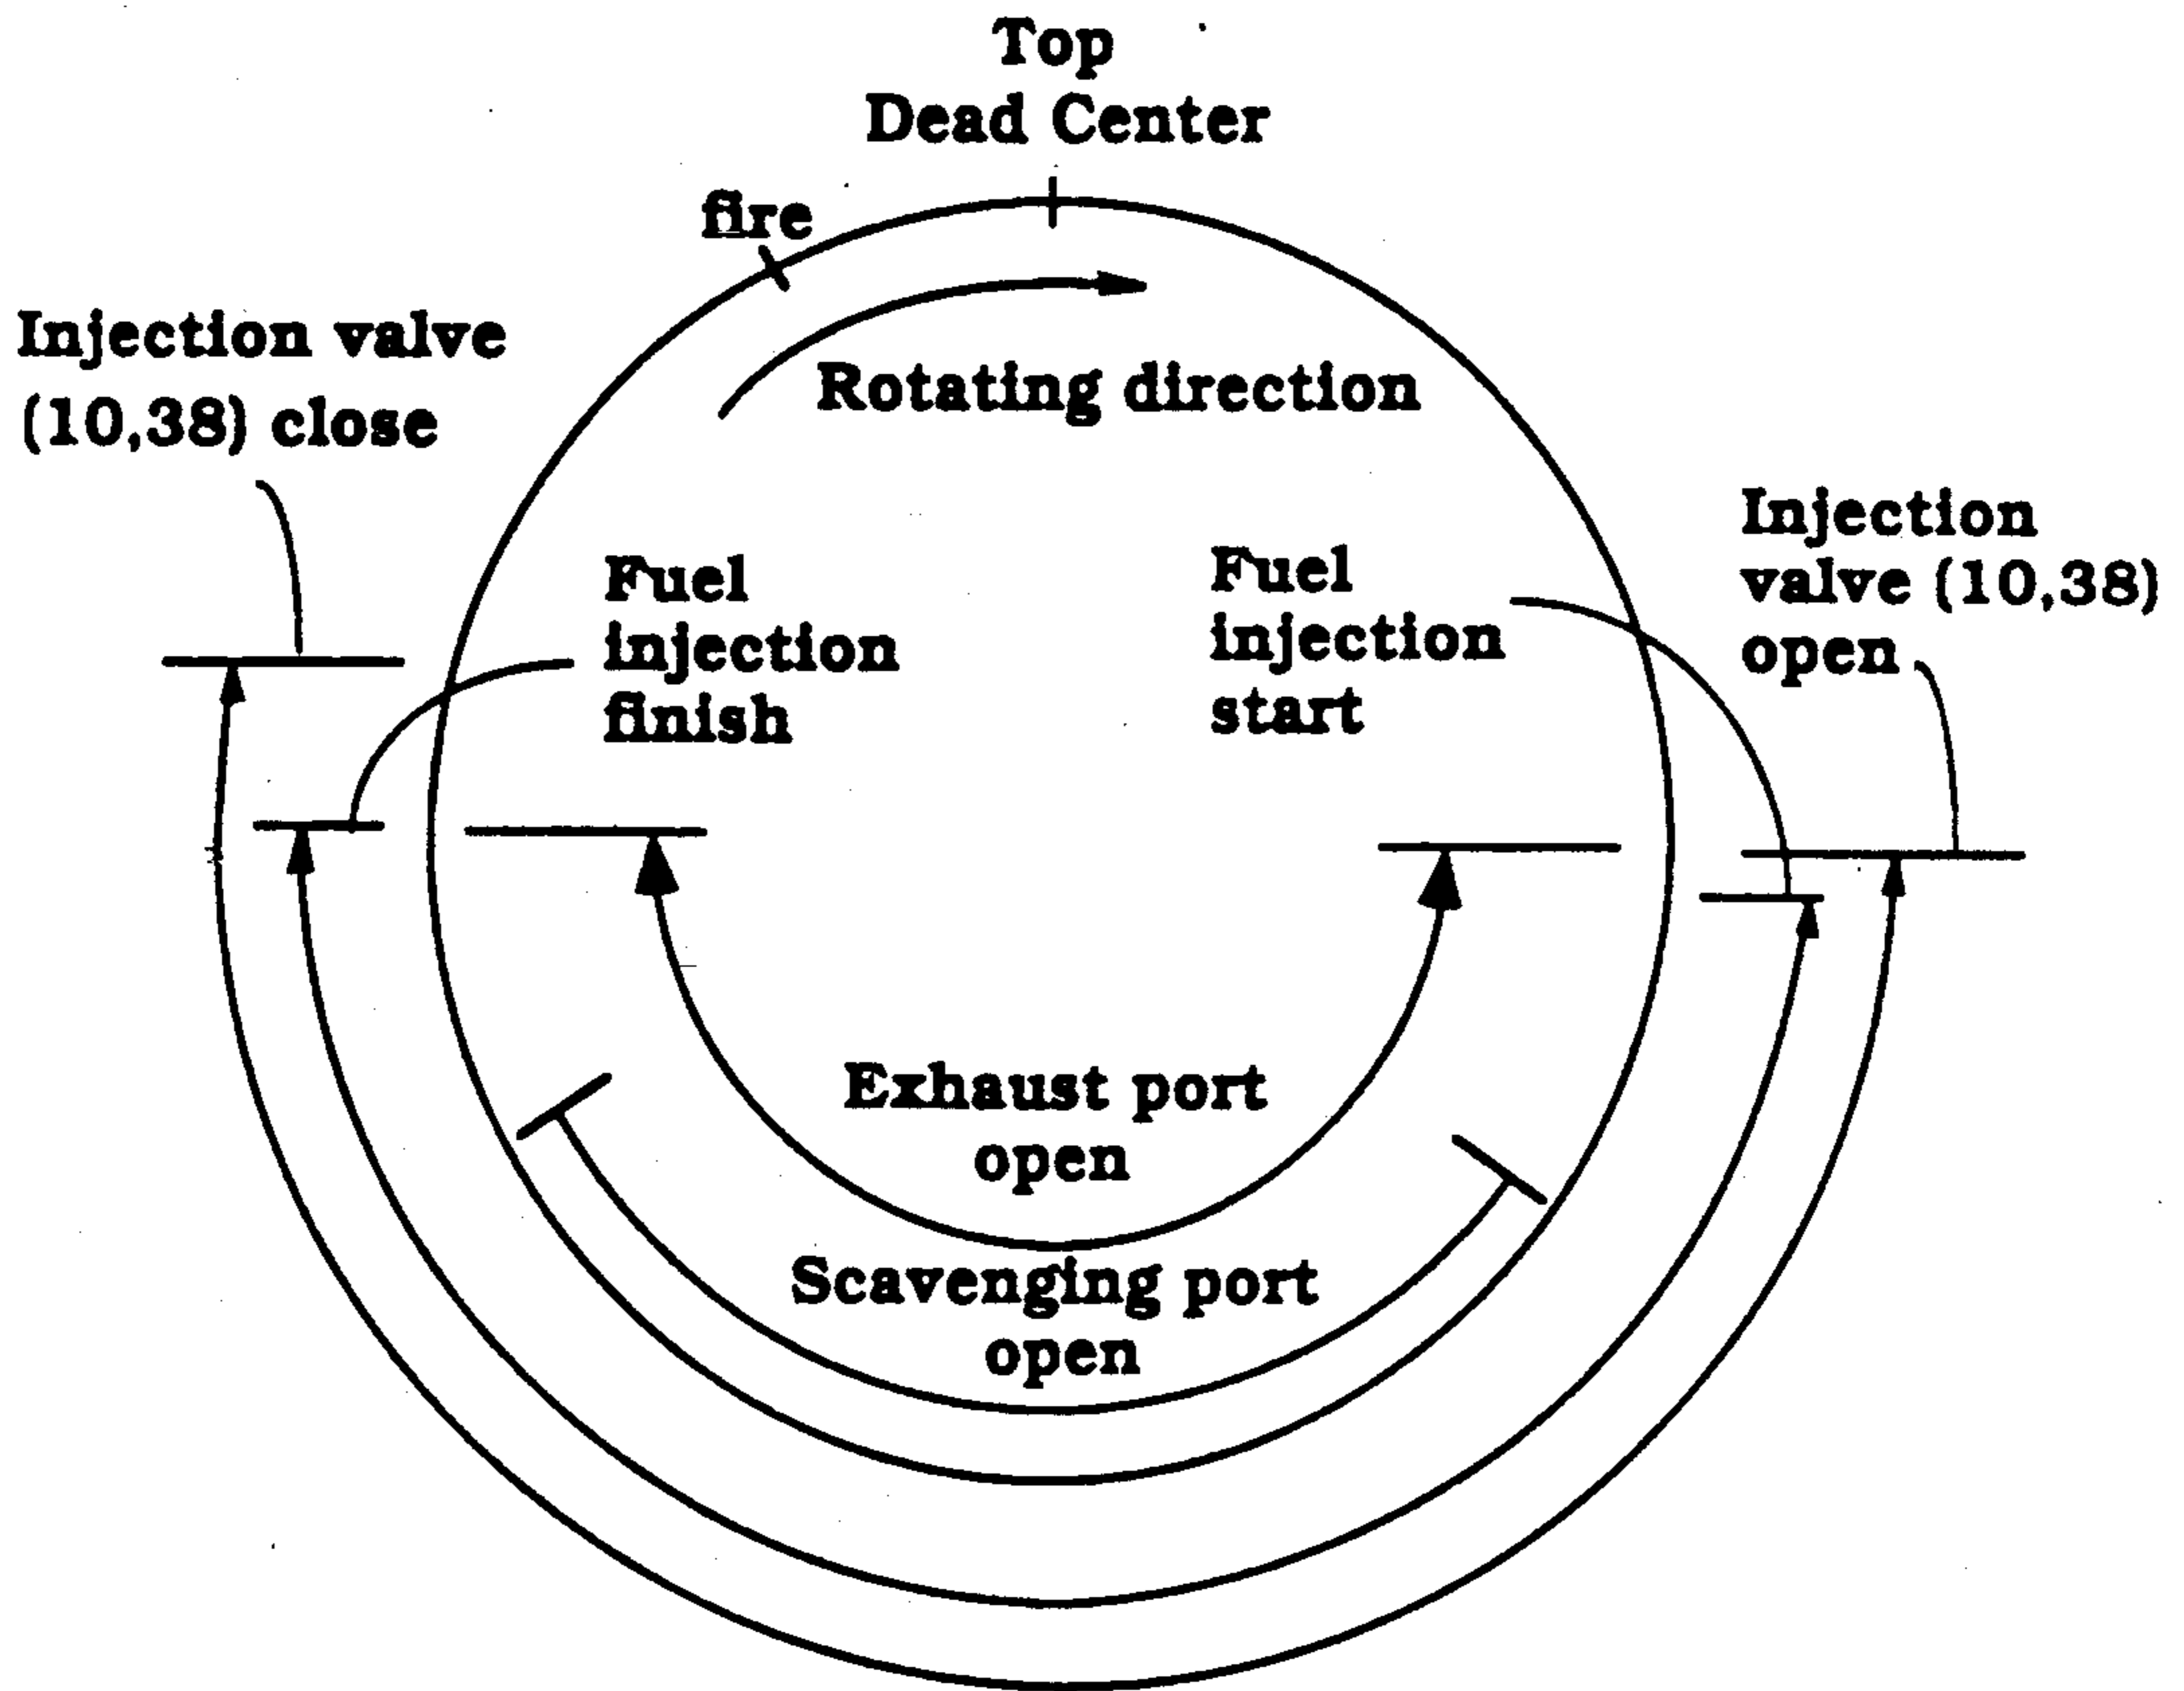 Top
Dead Center
fire
Rotating direction
Injection valve
(10,38) close
Injection
valve (10,38)
open
Fuel
injection
finish
Fuel
injection
start
Exhaust port
open
Scavenging port
open